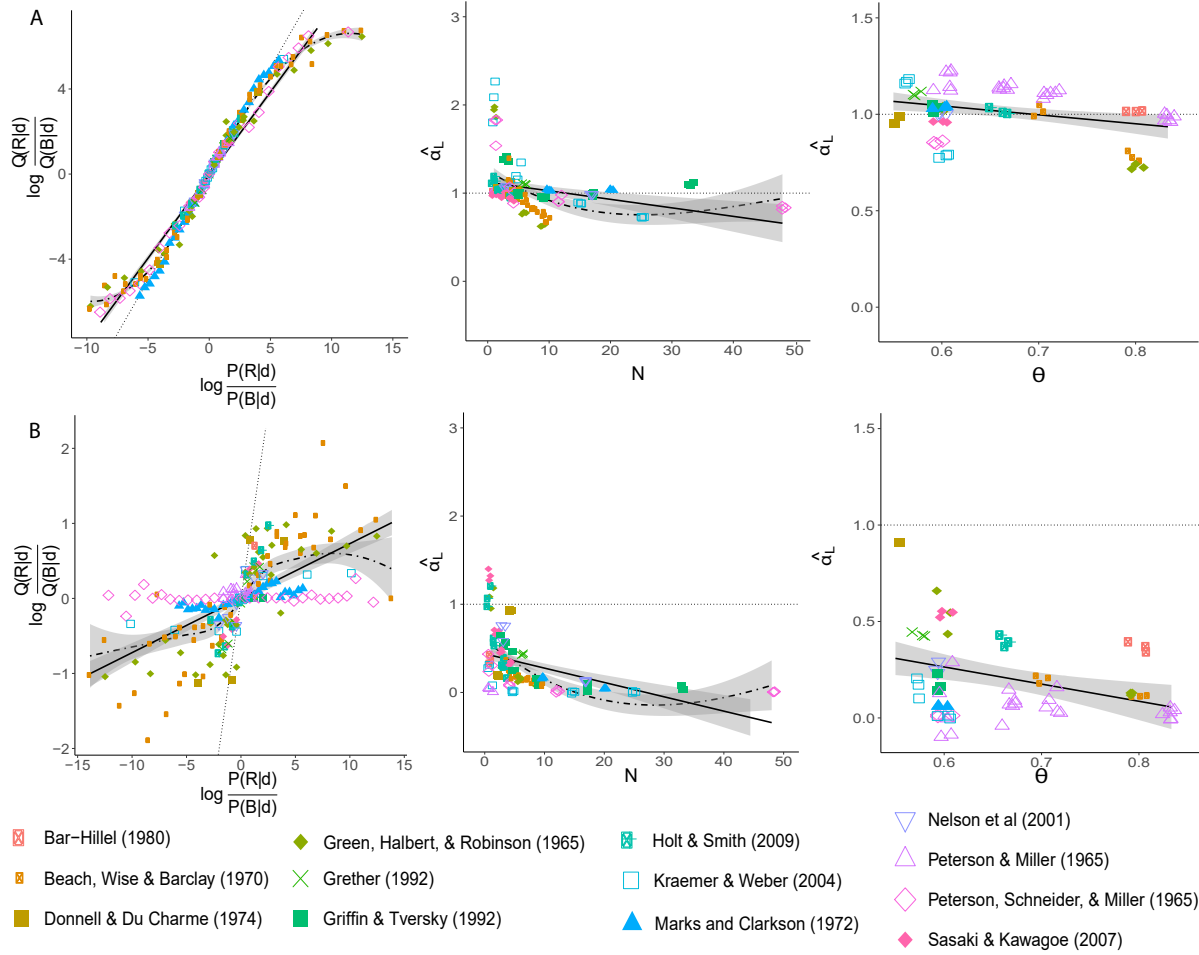 A
log Q(R|d) / Q(B|d)
4
0
−4
−10
−5
0
5
10
15
log P(R|d) / P(B|d)
α̂L
3
2
1
0
0
10
20
30
40
50
N
α̂L
1.5
1.0
0.5
0.0
0.6
0.7
0.8
θ
B
log Q(R|d) / Q(B|d)
2
1
0
−1
−2
−15
−10
−5
0
5
10
15
log P(R|d) / P(B|d)
α̂L
3
2
1
0
0
10
20
30
40
50
N
α̂L
1.5
1.0
0.5
0.0
0.6
0.7
0.8
θ
Bar−Hillel (1980)
Beach, Wise & Barclay (1970)
Donnell & Du Charme (1974)
Green, Halbert, & Robinson (1965)
Grether (1992)
Griffin & Tversky (1992)
Holt & Smith (2009)
Kraemer & Weber (2004)
Marks and Clarkson (1972)
Nelson et al (2001)
Peterson & Miller (1965)
Peterson, Schneider, & Miller (1965)
Sasaki & Kawagoe (2007)